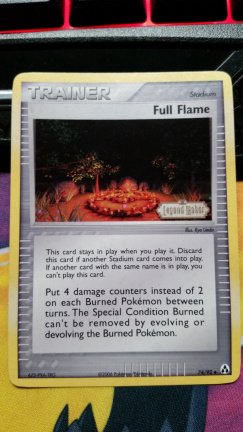 TRAINER
Stadium
Full Flame
Legend Maker
Illus. Ryo Ueda
This card stays in play when you play it. Discard
this card if another Stadium card comes into play.
If another card with the same name is in play, you
can't play this card.
Put 4 damage counters instead of
2 on each Burned Pokémon between
turns. The Special Condition Burned
can't be removed by evolving or
devolving the Burned Pokémon.
©2006 Pokémon/Nintendo
74/92